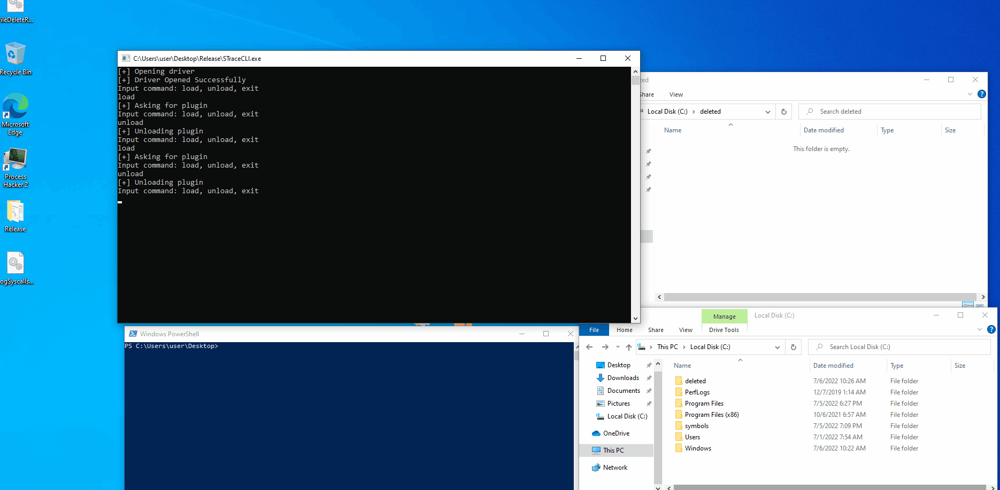 ileDeleteR...
Recycle Bin
Microsoft
Edge
Process
Hacker 2
Release
ogSyscalls...
C:\Users\user\Desktop\Release\STraceCLI.exe
[+] Opening driver
[+] Driver Opened Successfully
Input command: load, unload, exit
load
[+] Asking for plugin
Input command: load, unload, exit
unload
[+] Unloading plugin
Input command: load, unload, exit
load
[+] Asking for plugin
Input command: load, unload, exit
unload
[+] Unloading plugin
Input command: load, unload, exit
ted
Share View
Local Disk (C:) > deleted
Search deleted
Name Date modified Type Size
This folder is empty.
Windows PowerShell
PS C:\Users\user\Desktop>
Manage Local Disk (C:)
File Home Share View Drive Tools
This PC > Local Disk (C:)
Search Local Disk (C:)
Desktop
Downloads
Documents
Pictures
Local Disk (C:)
OneDrive
This PC
Network
Name Date modified Type Size
deleted 7/6/2022 10:26 AM File folder
PerfLogs 12/7/2019 1:14 AM File folder
Program Files 7/5/2022 6:27 PM File folder
Program Files (x86) 10/6/2021 6:57 AM File folder
symbols 7/5/2022 7:09 PM File folder
Users 7/1/2022 7:54 AM File folder
Windows 7/6/2022 10:22 AM File folder